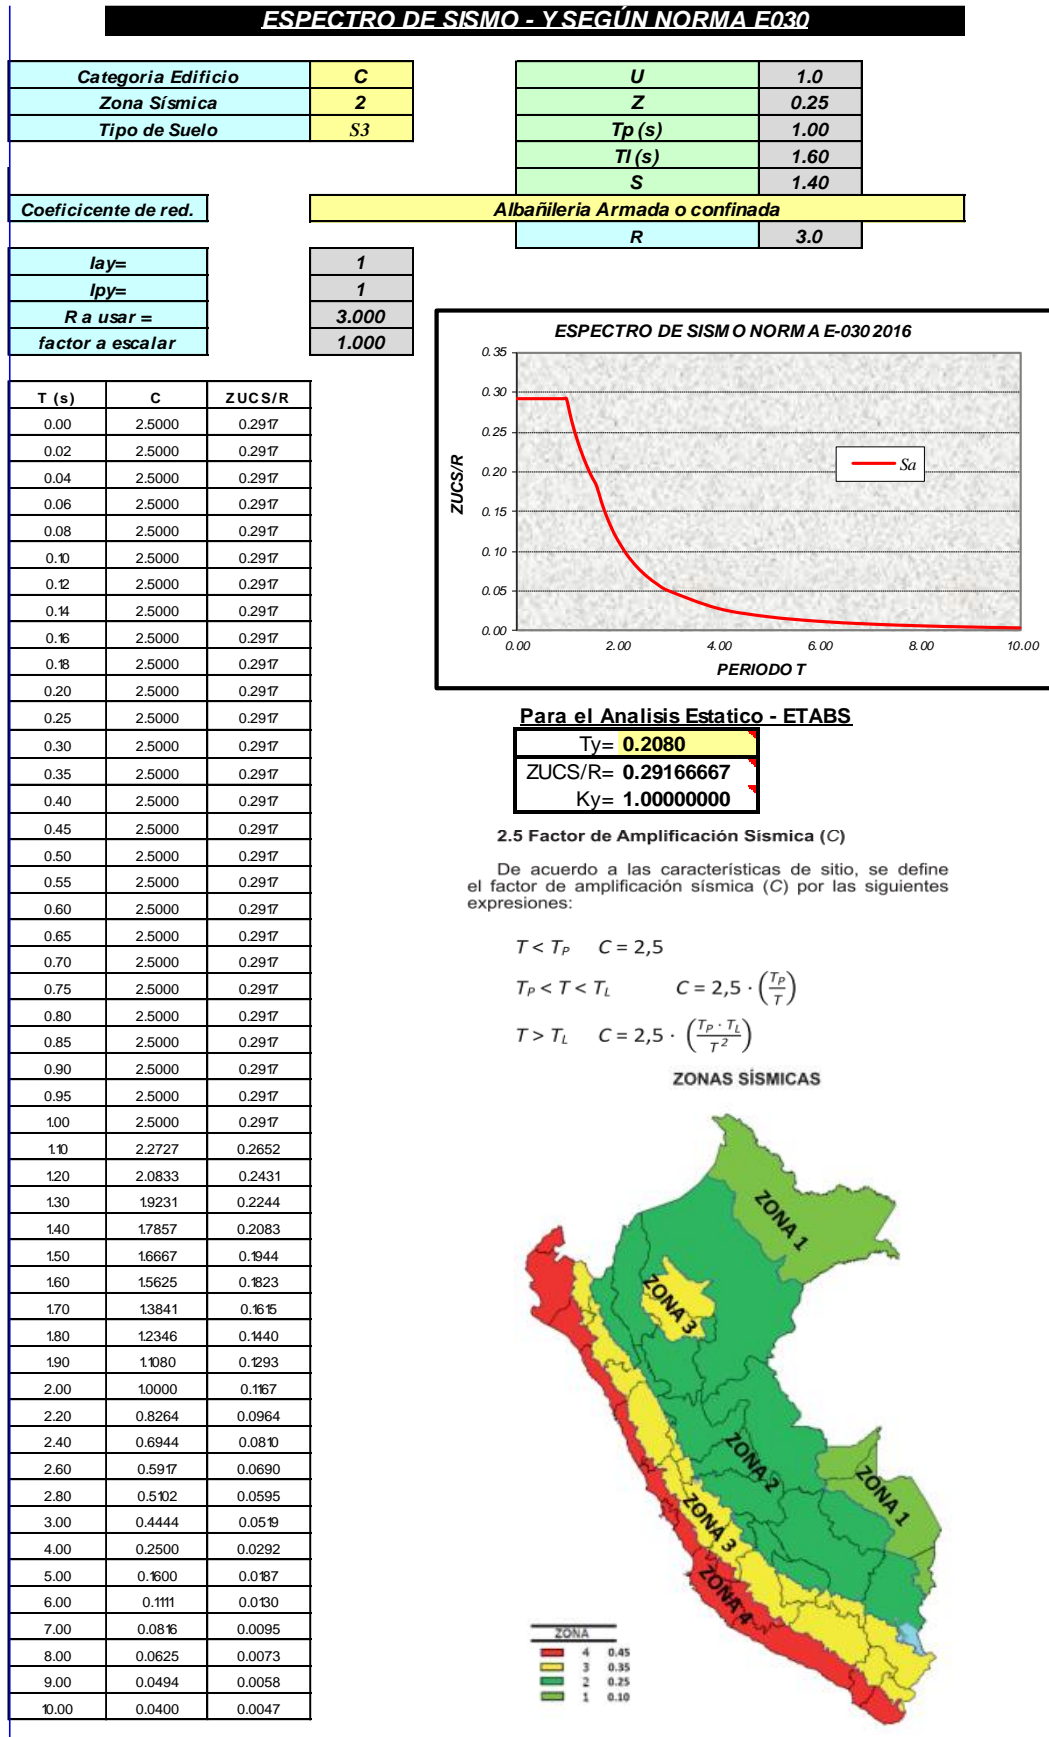 ESPECTRO DE SISMO - Y SEGÚN NORMA E030
Categoria Edificio C
Zona Sísmica 2
Tipo de Suelo S3
U 1.0
Z 0.25
Tp (s) 1.00
Tl (s) 1.60
S 1.40
Coeficicente de red. Albañileria Armada o confinada
R 3.0
Iay= 1
Ipy= 1
R a usar = 3.000
factor a escalar 1.000
T (s) C ZUCS/R
0.00 2.5000 0.2917
0.02 2.5000 0.2917
0.04 2.5000 0.2917
0.06 2.5000 0.2917
0.08 2.5000 0.2917
0.10 2.5000 0.2917
0.12 2.5000 0.2917
0.14 2.5000 0.2917
0.16 2.5000 0.2917
0.18 2.5000 0.2917
0.20 2.5000 0.2917
0.25 2.5000 0.2917
0.30 2.5000 0.2917
0.35 2.5000 0.2917
0.40 2.5000 0.2917
0.45 2.5000 0.2917
0.50 2.5000 0.2917
0.55 2.5000 0.2917
0.60 2.5000 0.2917
0.65 2.5000 0.2917
0.70 2.5000 0.2917
0.75 2.5000 0.2917
0.80 2.5000 0.2917
0.85 2.5000 0.2917
0.90 2.5000 0.2917
0.95 2.5000 0.2917
1.00 2.5000 0.2917
1.10 2.2727 0.2652
1.20 2.0833 0.2431
1.30 1.9231 0.2244
1.40 1.7857 0.2083
1.50 1.6667 0.1944
1.60 1.5625 0.1823
1.70 1.3841 0.1615
1.80 1.2346 0.1440
1.90 1.1080 0.1293
2.00 1.0000 0.1167
2.20 0.8264 0.0964
2.40 0.6944 0.0810
2.60 0.5917 0.0690
2.80 0.5102 0.0595
3.00 0.4444 0.0519
4.00 0.2500 0.0292
5.00 0.1600 0.0187
6.00 0.1111 0.0130
7.00 0.0816 0.0095
8.00 0.0625 0.0073
9.00 0.0494 0.0058
10.00 0.0400 0.0047
ESPECTRO DE SISMO NORMA E-030 2016
0.35
0.30
0.25
0.20
0.15
0.10
0.05
0.00
ZUCS/R
Sa
0.00 2.00 4.00 6.00 8.00 10.00
PERIODO T
Para el Analisis Estatico - ETABS
Ty= 0.2080
ZUCS/R= 0.29166667
Ky= 1.00000000
2.5 Factor de Amplificación Sísmica (C)
De acuerdo a las características de sitio, se define
el factor de amplificación sísmica (C) por las siguientes
expresiones:
T < T_P C = 2,5
T_P < T < T_L C = 2,5 · (T_P / T)
T > T_L C = 2,5 · (T_P · T_L / T²)
ZONAS SÍSMICAS
ZONA 1
ZONA 3
ZONA 2
ZONA 1
ZONA 3
ZONA 4
ZONA
4 0.45
3 0.35
2 0.25
1 0.10